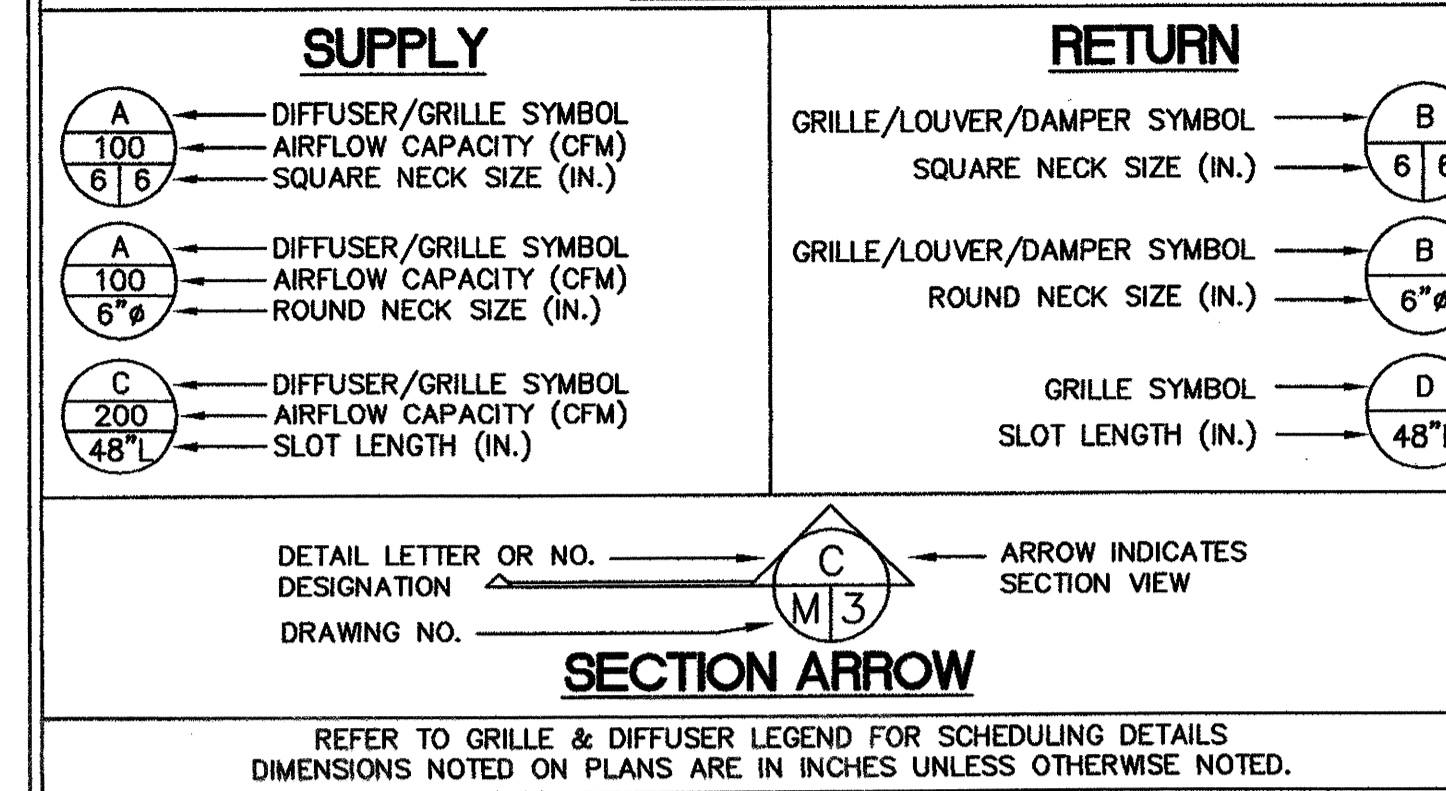 SUPPLY
A
DIFFUSER/GRILLE SYMBOL
100
AIRFLOW CAPACITY (CFM)
6 6
SQUARE NECK SIZE (IN.)
A
DIFFUSER/GRILLE SYMBOL
100
AIRFLOW CAPACITY (CFM)
6"ø
ROUND NECK SIZE (IN.)
C
DIFFUSER/GRILLE SYMBOL
200
AIRFLOW CAPACITY (CFM)
48"L
SLOT LENGTH (IN.)
RETURN
GRILLE/LOUVER/DAMPER SYMBOL
B
SQUARE NECK SIZE (IN.)
6 6
GRILLE/LOUVER/DAMPER SYMBOL
B
ROUND NECK SIZE (IN.)
6"ø
GRILLE SYMBOL
D
SLOT LENGTH (IN.)
48"L
DETAIL LETTER OR NO.
DESIGNATION
C
ARROW INDICATES
SECTION VIEW
DRAWING NO.
M 3
SECTION ARROW
REFER TO GRILLE & DIFFUSER LEGEND FOR SCHEDULING DETAILS
DIMENSIONS NOTED ON PLANS ARE IN INCHES UNLESS OTHERWISE NOTED.